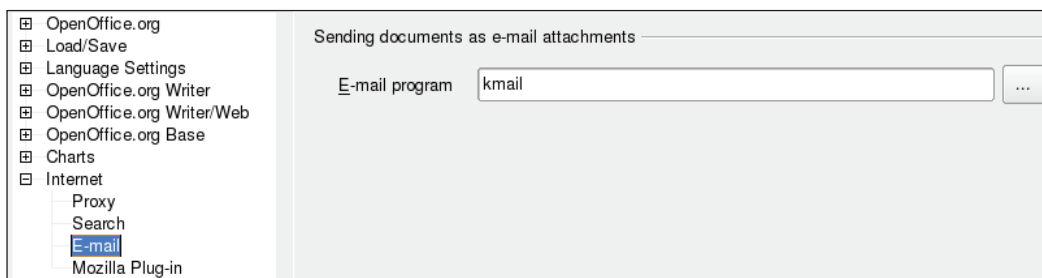 OpenOffice.org
Load/Save
Language Settings
OpenOffice.org Writer
OpenOffice.org Writer/Web
OpenOffice.org Base
Charts
Internet
Proxy
Search
E-mail
Mozilla Plug-in
Sending documents as e-mail attachments
E-mail program kmail ...